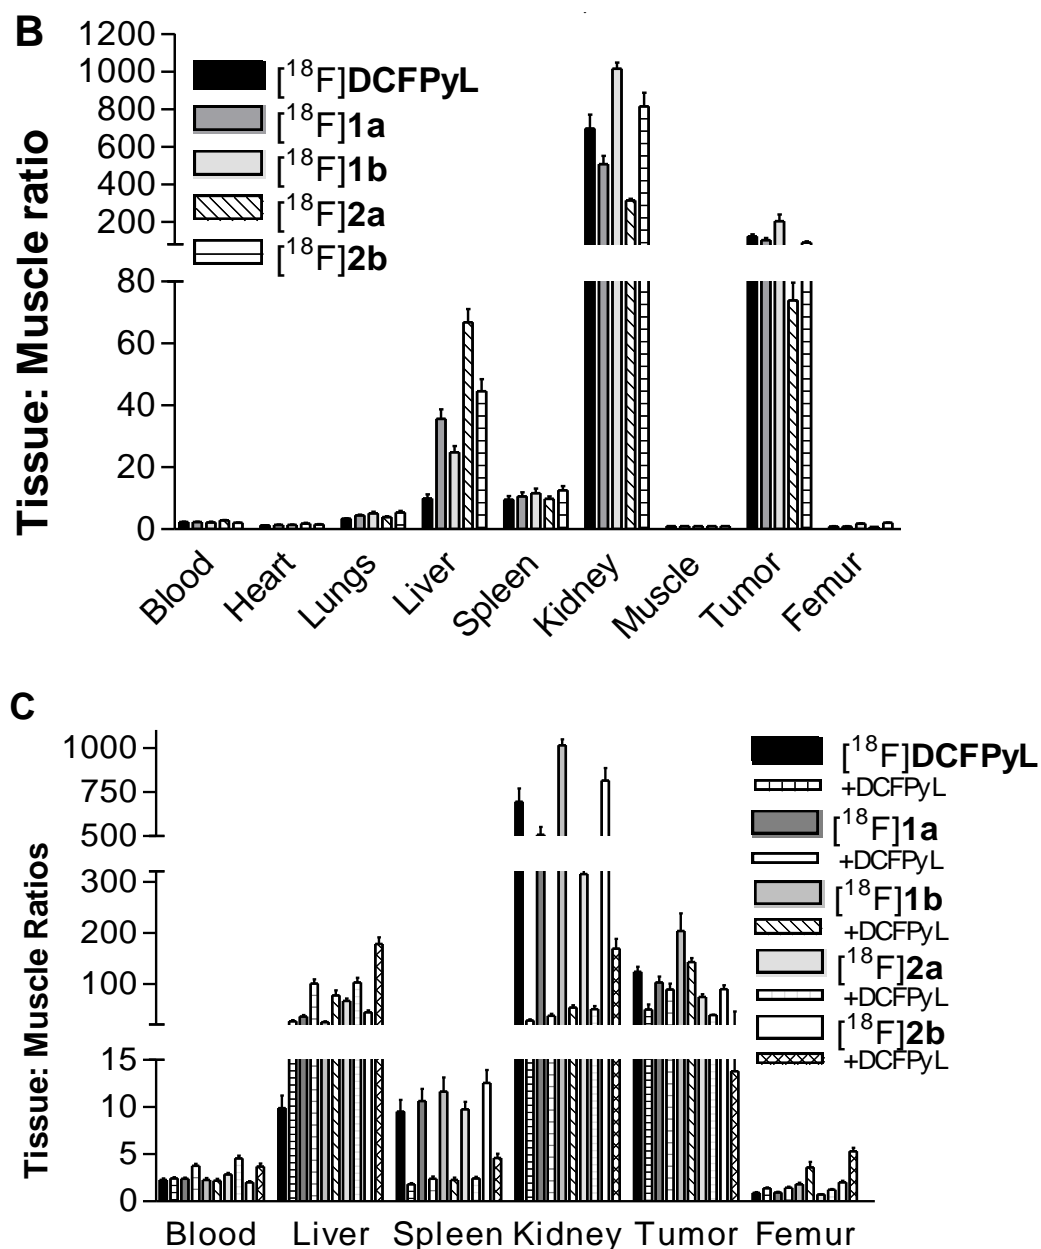 B
Tissue: Muscle ratio
1200
1000
800
600
400
200
80
60
40
20
0
[18F]DCFPyL
[18F]1a
[18F]1b
[18F]2a
[18F]2b
Blood Heart Lungs Liver Spleen Kidney Muscle Tumor Femur
C
Tissue: Muscle Ratios
1000
750
500
300
200
100
15
10
5
0
[18F]DCFPyL
+DCFPyL
[18F]1a
+DCFPyL
[18F]1b
+DCFPyL
[18F]2a
+DCFPyL
[18F]2b
+DCFPyL
Blood Liver Spleen Kidney Tumor Femur